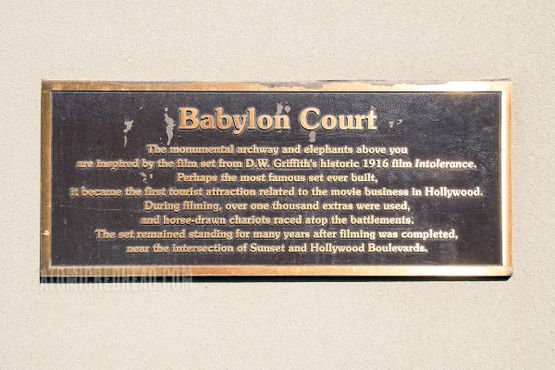 Babylon Court
The monumental archway and elephants above you
are inspired by the film set from D.W. Griffith's historic 1916 film Intolerance.
Perhaps the most famous set ever built,
it became the first tourist attraction related to the movie business in Hollywood.
During filming, over one thousand extras were used,
and horse-drawn chariots raced atop the battlements.
The set remained standing for many years after filming was completed,
near the intersection of Sunset and Hollywood Boulevards.